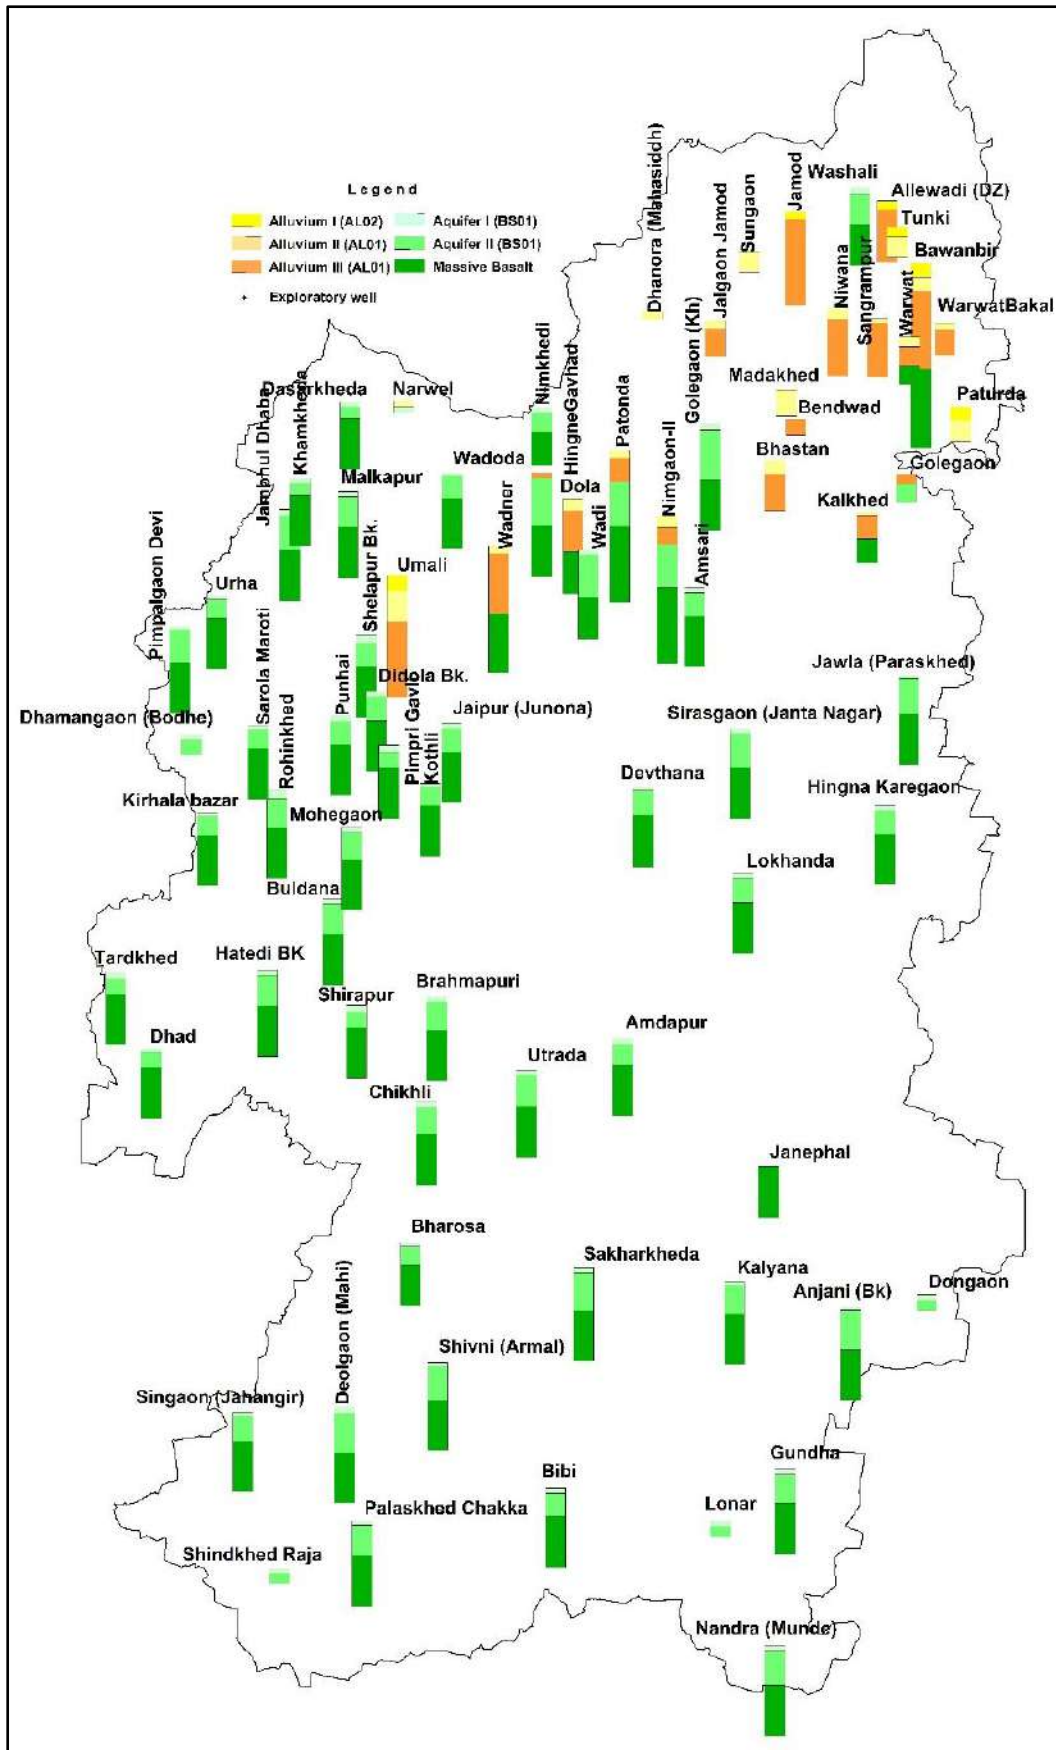 Legend
Alluvium I (AL02)
Aquifer I (BS01)
Alluvium II (AL01)
Aquifer II (BS01)
Alluvium III (AL01)
Massive Basalt
Exploratory well
Dhanora (Mahasiddh)
Jalgaon Jamod
Sungaon
Jamod
Washali
Allewadi (DZ)
Tunki
Bawanbir
Niwana
Sangrampur
Warwat
WarwatBakal
Golegaon (Kh)
Madakhed
Bendwad
Paturda
Dasarkheda
Narwel
Nimkhedi
HingneGavhad
Patonda
Jambhul Dhaba
Khamkheda
Malkapur
Wadoda
Wadner
Dola
Wadi
Nimgaon-II
Bhastan
Golegaon
Kalkhed
Amsari
Pimpalgaon Devi
Urha
Shelapur Bk.
Umali
Sarola Maroti
Punhai
Didola Bk.
Jawla (Paraskhed)
Dhamangaon (Bodhe)
Rohinkhed
Pimpri Gavli
Kothli
Jaipur (Junona)
Sirasgaon (Janta Nagar)
Devthana
Hingna Karegaon
Kirhala bazar
Mohegaon
Lokhanda
Buldana
Tardkhed
Hatedi BK
Shirapur
Brahmapuri
Dhad
Utrada
Amdapur
Chikhli
Janephal
Bharosa
Sakharkheda
Kalyana
Anjani (Bk)
Dongaon
Deolgaon (Mahi)
Shivni (Armal)
Singaon (Jahangir)
Gundha
Bibi
Lonar
Palaskhed Chakka
Shindkhed Raja
Nandra (Munde)